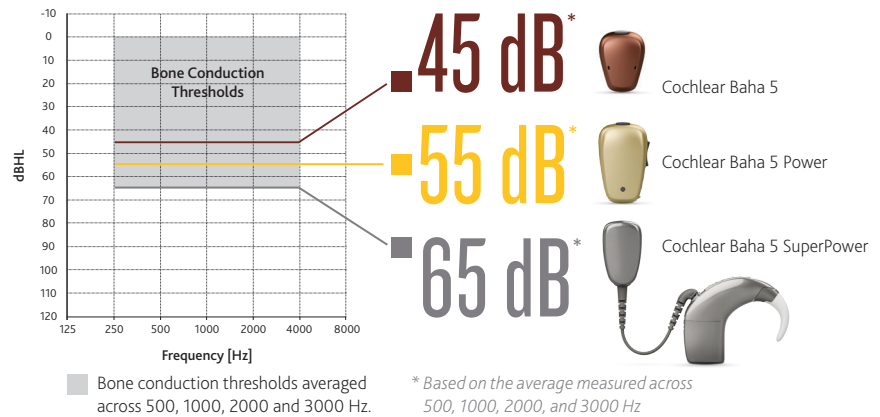 -10
0
10
20
30
40
50
60
70
80
90
100
110
120
dBHL
Bone Conduction
Thresholds
125 250 500 1000 2000 4000 8000
Frequency [Hz]
45 dB*
Cochlear Baha 5
55 dB*
Cochlear Baha 5 Power
65 dB*
Cochlear Baha 5 SuperPower
Bone conduction thresholds averaged
across 500, 1000, 2000 and 3000 Hz.
* Based on the average measured across
500, 1000, 2000, and 3000 Hz